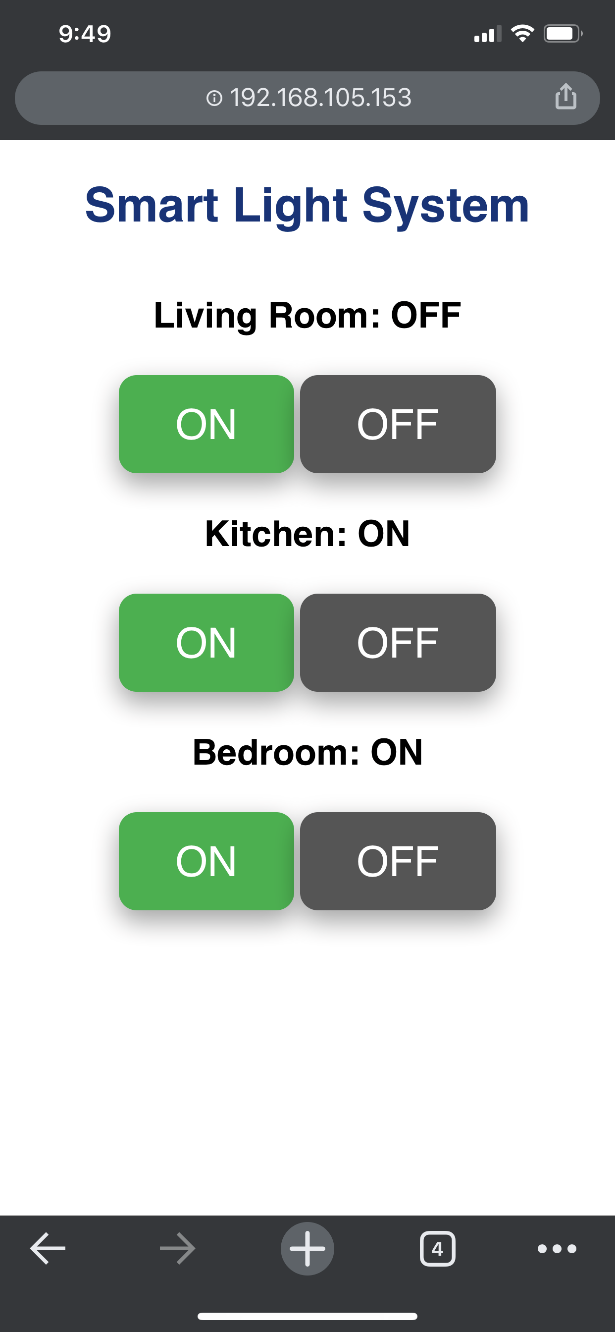 9:49
192.168.105.153
Smart Light System
Living Room: OFF
ON OFF
Kitchen: ON
ON OFF
Bedroom: ON
ON OFF
4